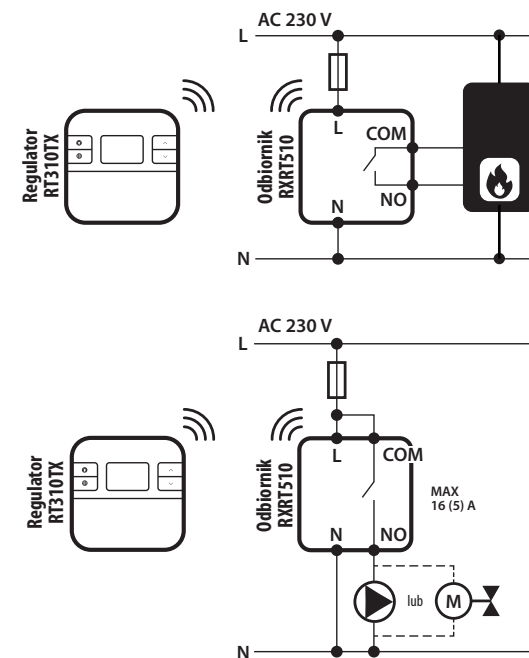 AC 230 V
L
Regulator
RT310TX
Odbiornik
RXRT510
L
COM
NO
N
N
AC 230 V
L
Regulator
RT310TX
Odbiornik
RXRT510
L
COM
MAX
16 (5) A
N
NO
lub
M
N